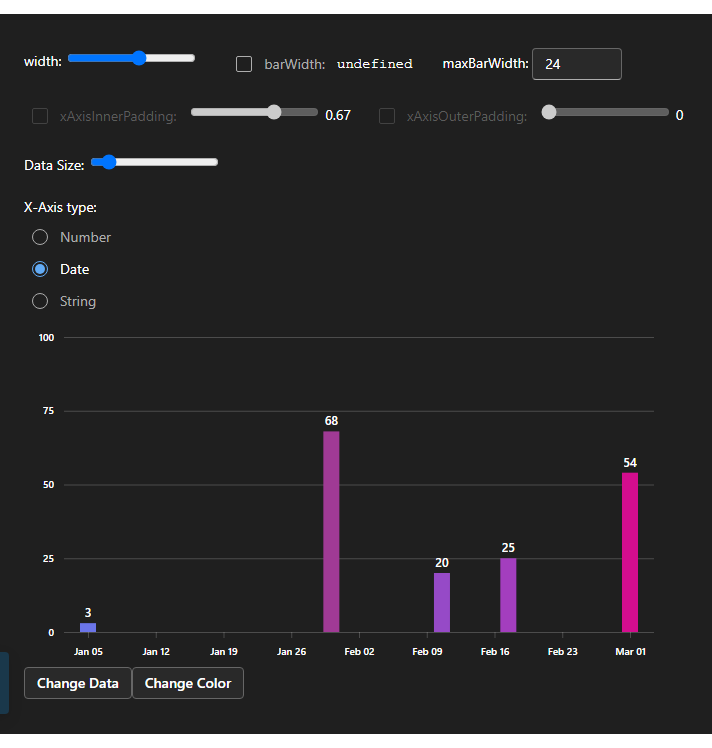 width: barWidth: undefined maxBarWidth: 24
xAxisInnerPadding: 0.67 xAxisOuterPadding: 0
Data Size:
X-Axis type:
Number
Date
String
100
75
68
54
50
25
25
20
3
0
Jan 05 Jan 12 Jan 19 Jan 26 Feb 02 Feb 09 Feb 16 Feb 23 Mar 01
Change Data Change Color